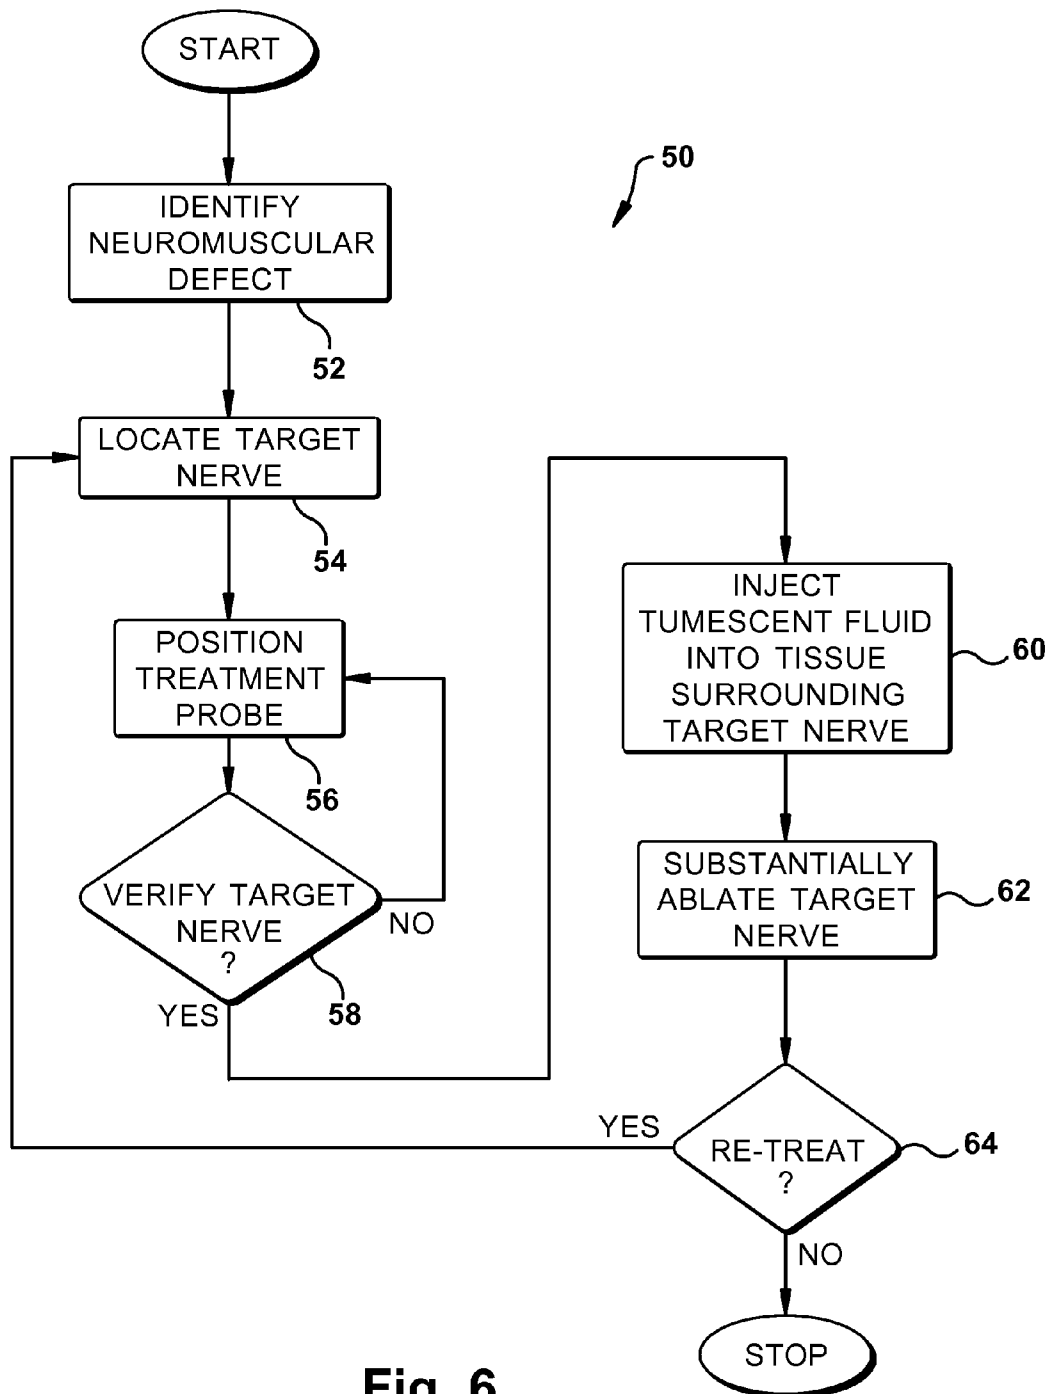 START
50
IDENTIFY
NEUROMUSCULAR
DEFECT
52
LOCATE TARGET
NERVE
54
POSITION
TREATMENT
PROBE
56
VERIFY TARGET
NERVE
?
NO
58
YES
INJECT
TUMESCENT FLUID
INTO TISSUE
SURROUNDING
TARGET NERVE
60
SUBSTANTIALLY
ABLATE TARGET
NERVE
62
YES
RE-TREAT
?
64
NO
STOP
Fig. 6